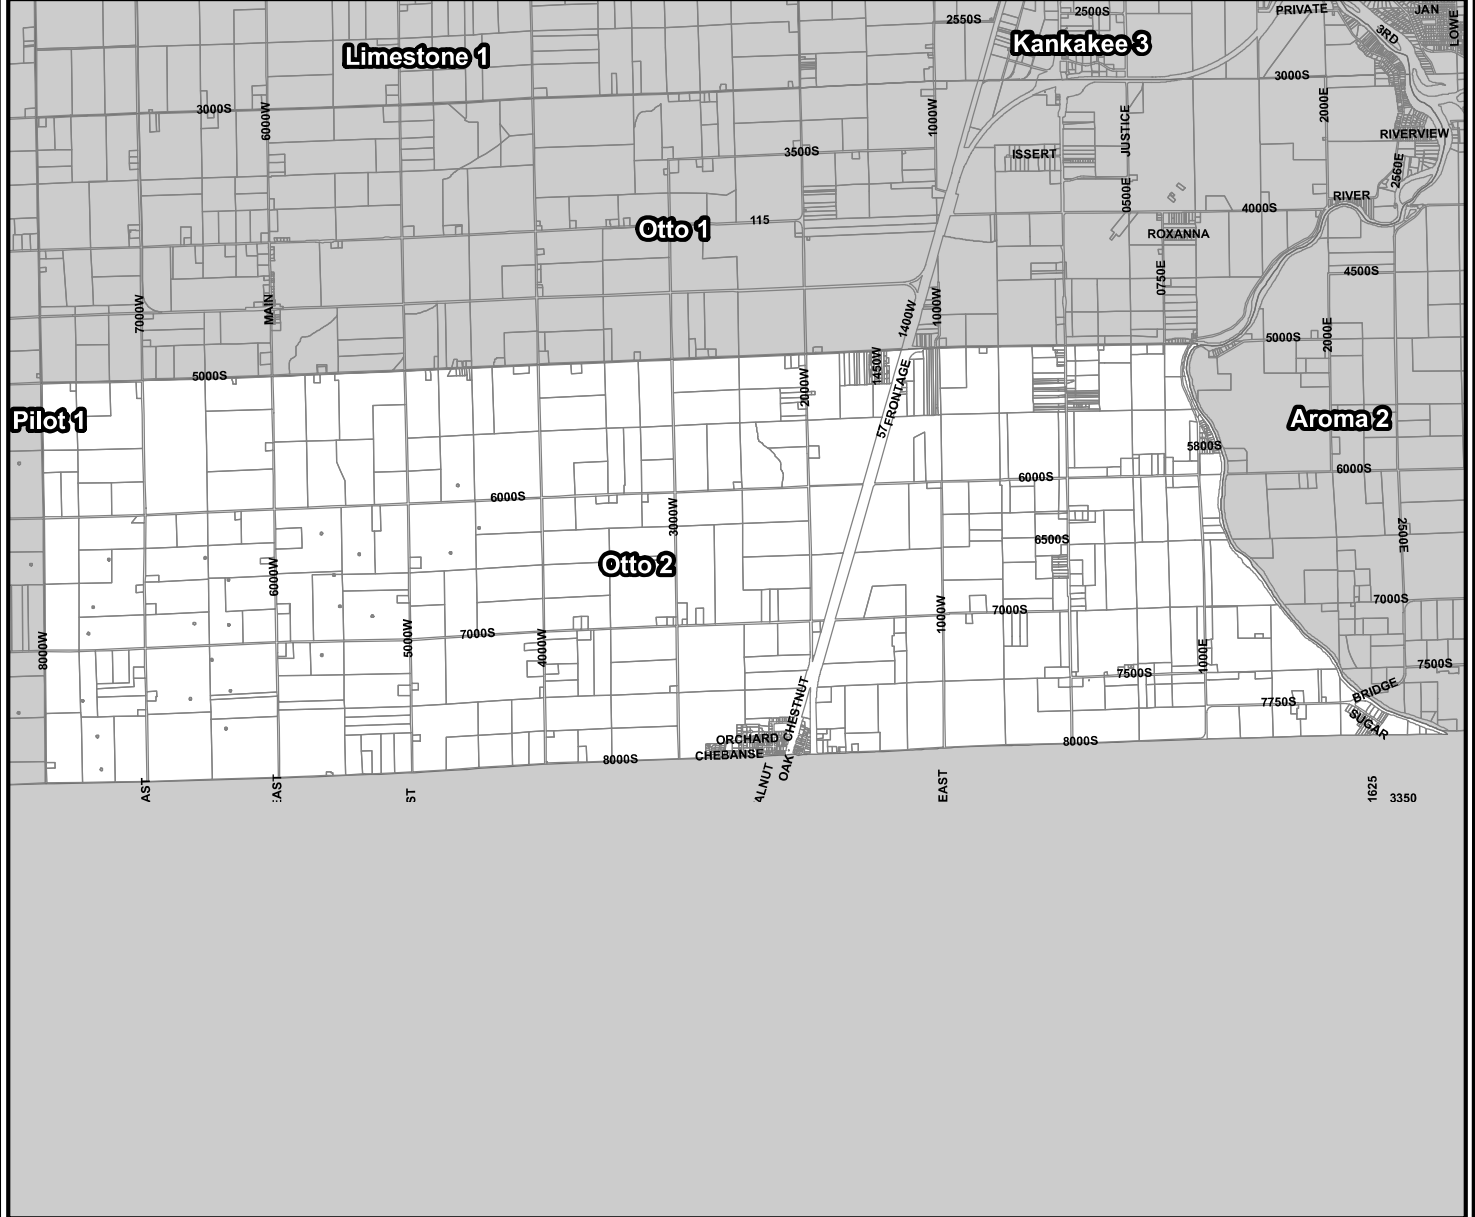 2500S
PRIVATE
JAN
2550S
LOWE
3RD
Kankakee 3
Limestone 1
3000S
3000S
6000W
1000W
2000E
JUSTICE
RIVERVIEW
3500S
ISSERT
2560E
0500E
RIVER
4000S
115
Otto 1
ROXANNA
0750E
4500S
7000W
MAIN
1400W
1000W
2000E
5000S
5000S
1450W
2000W
FRONTAGE
57
Pilot 1
Aroma 2
5800S
6000S
6000S
6000S
3000W
6500S
2500E
Otto 2
6000W
7000S
7000S
1000W
7000S
8000W
5000W
4000W
1000E
7500S
7500S
BRIDGE
CHESTNUT
7750S
SUGAR
ORCHARD
8000S
CHEBANSE
8000S
OAK
ALNUT
AST
EAST
ST
EAST
1625
3350